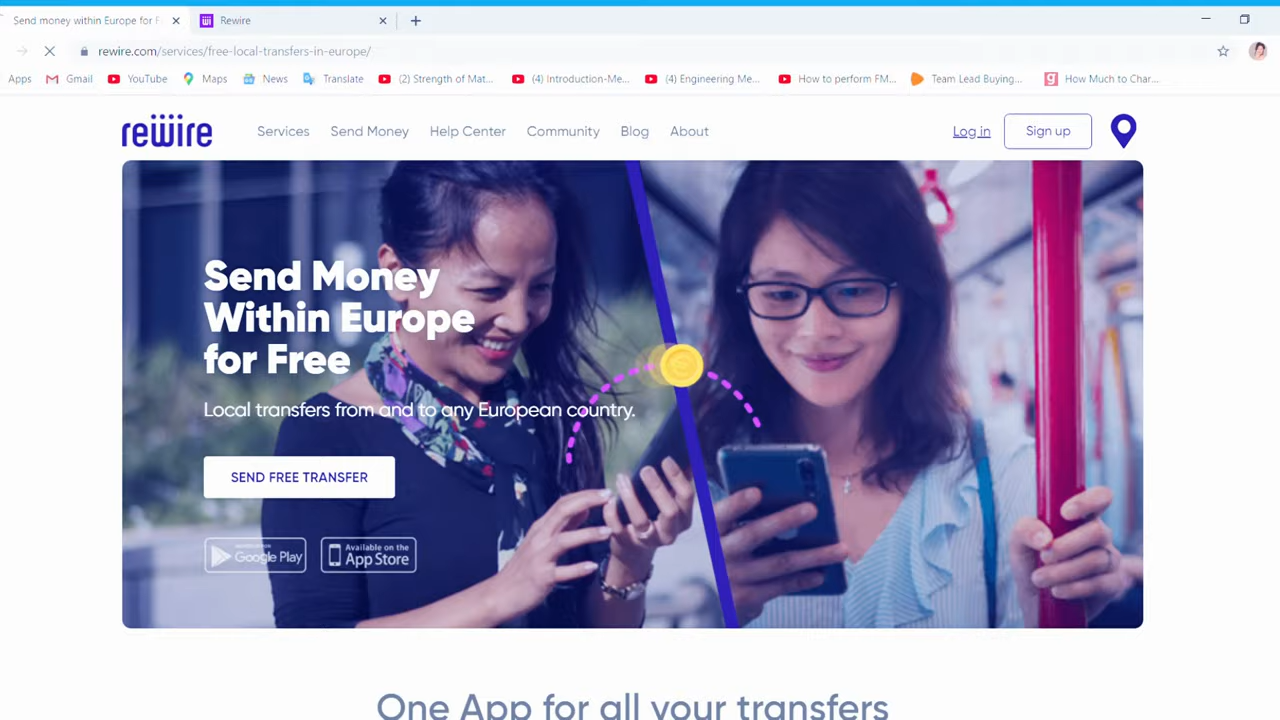 Send money within Europe for F
Rewire
rewire.com/services/free-local-transfers-in-europe/
Apps Gmail YouTube Maps News Translate (2) Strength of Mat... (4) Introduction-Me... (4) Engineering Me... How to perform FM... Team Lead Buying... How Much to Char...
rewire Services Send Money Help Center Community Blog About Log in Sign up
Send Money
Within Europe
for Free
Local transfers from and to any European country.
SEND FREE TRANSFER
Google Play
Available on the
App Store
One App for all your transfers